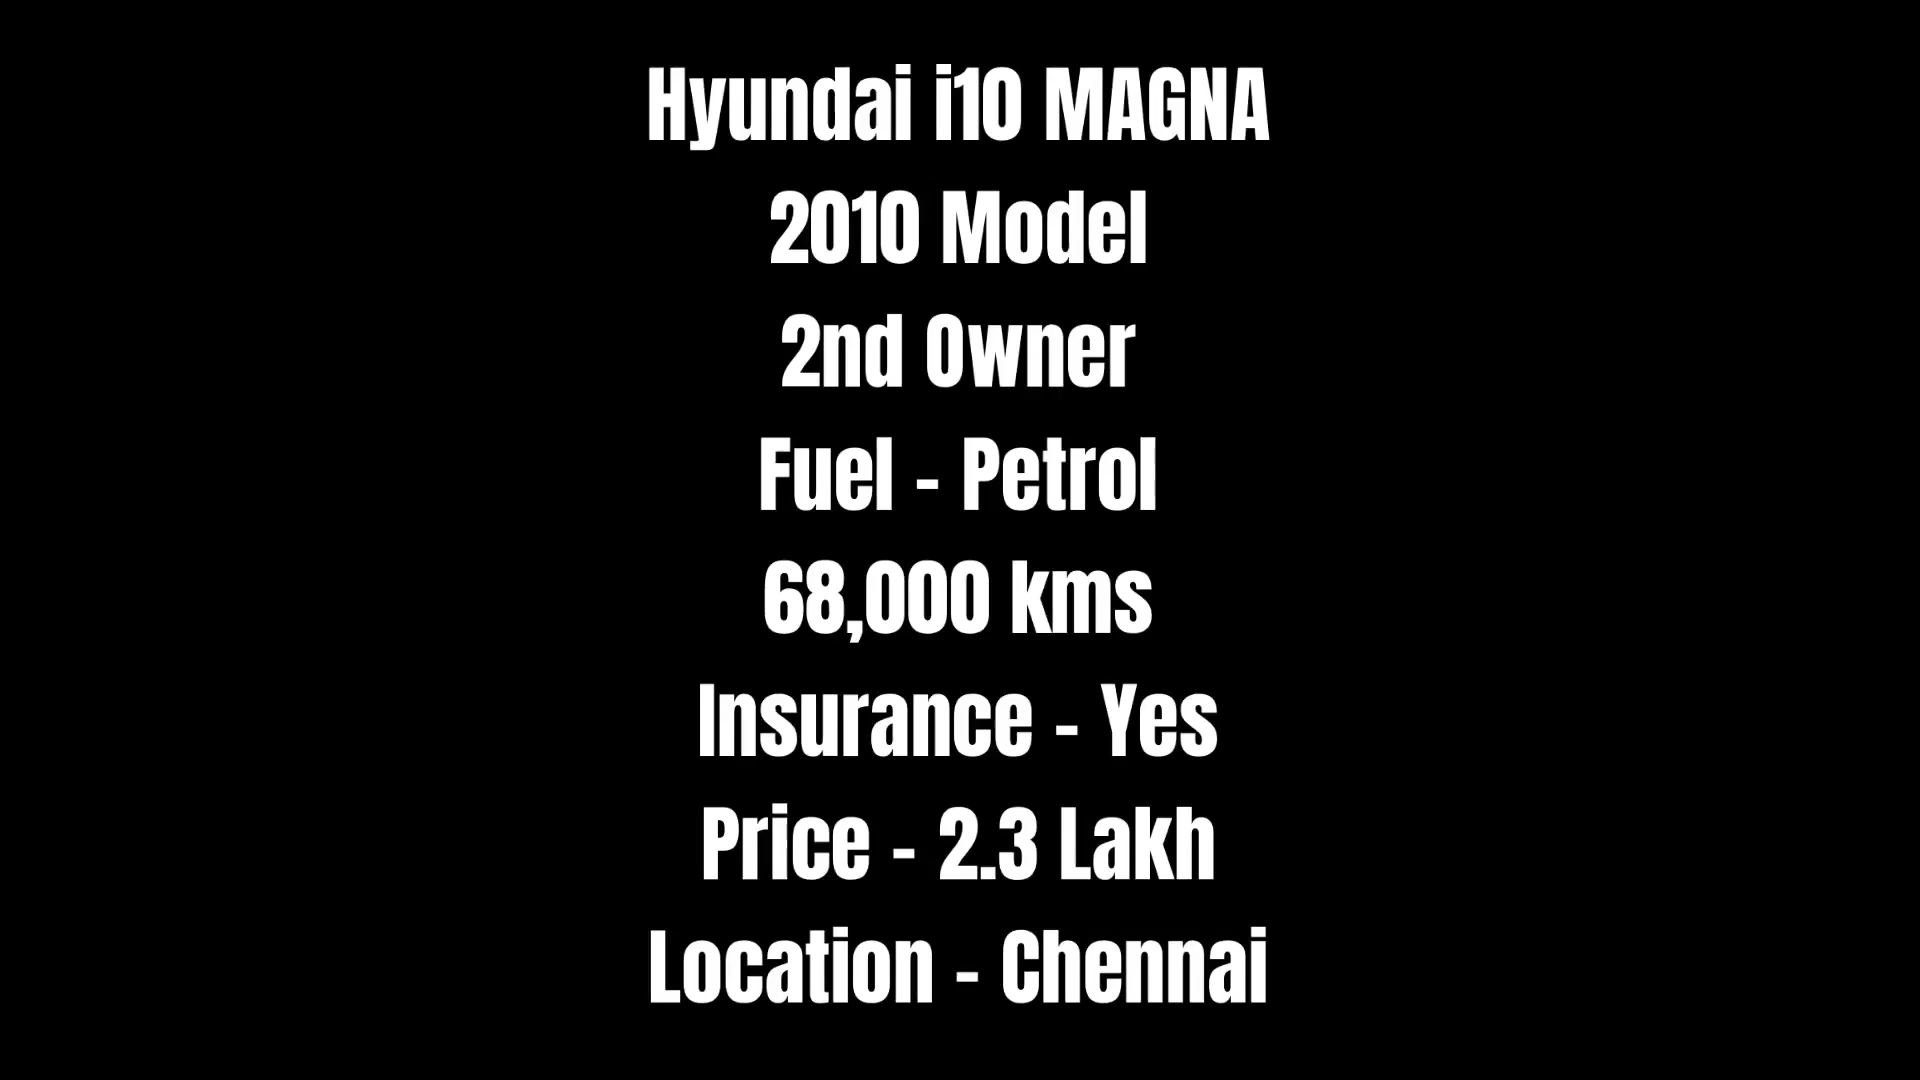 Hyundai i10 MAGNA
2010 Model
2nd Owner
Fuel - Petrol
68,000 kms
Insurance - Yes
Price - 2.3 Lakh
Location - Chennai